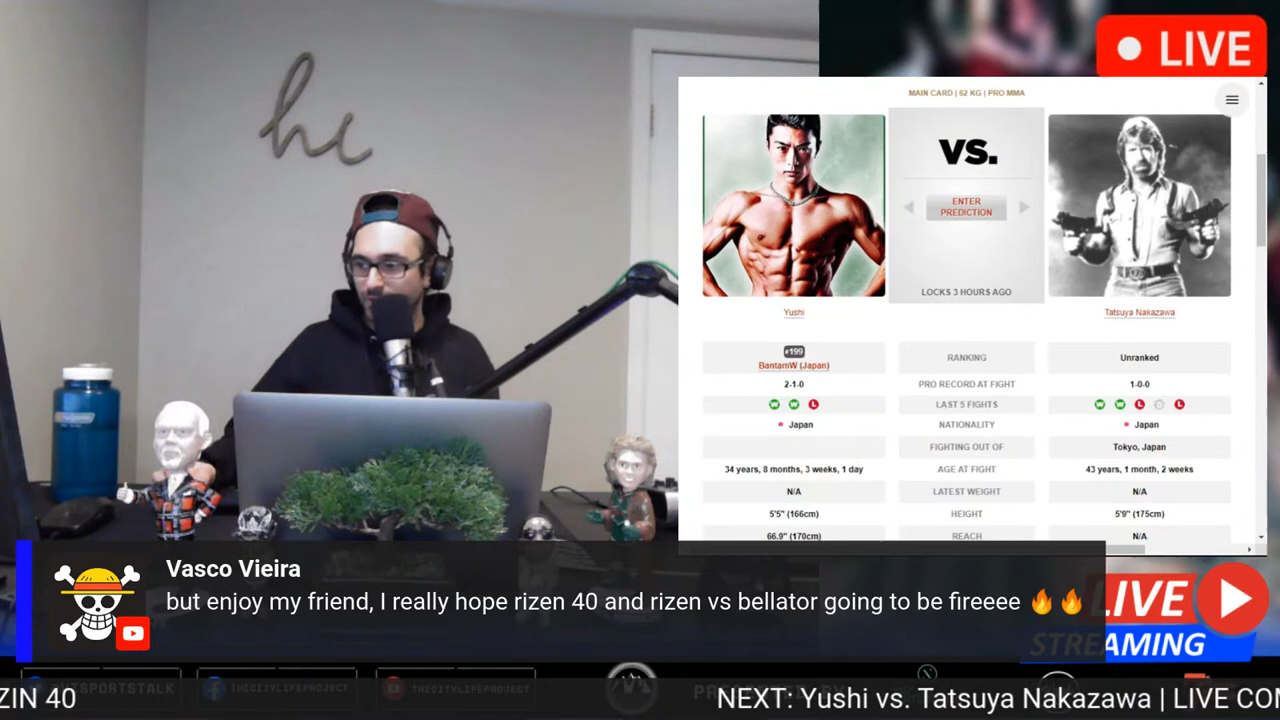 hi
LIVE
MAIN CARD | 62 KG | PRO MMA
VS.
ENTER
PREDICTION
LOCKS 3 HOURS AGO
Yushi
Tatsuya Nakazawa
#199
BantamW (Japan)
RANKING
Unranked
2-1-0
PRO RECORD AT FIGHT
1-0-0
W W L
LAST 5 FIGHTS
W W L D L
Japan
NATIONALITY
Japan
FIGHTING OUT OF
Tokyo, Japan
34 years, 8 months, 3 weeks, 1 day
AGE AT FIGHT
43 years, 1 month, 2 weeks
N/A
LATEST WEIGHT
N/A
5'5" (166cm)
HEIGHT
5'9" (175cm)
66.9" (170cm)
REACH
N/A
Vasco Vieira
but enjoy my friend, I really hope rizen 40 and rizen vs bellator going to be fireeee 🔥🔥
LIVE
STREAMING
THECITYLIFEPROJECT
THECITYLIFEPROJECT
ZIN 40
NEXT: Yushi vs. Tatsuya Nakazawa | LIVE CON